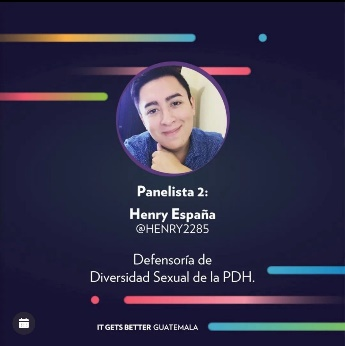 Panelista 2:
Henry España
@HENRY2285
Defensoría de
Diversidad Sexual de la PDH.
IT GETS BETTER GUATEMALA